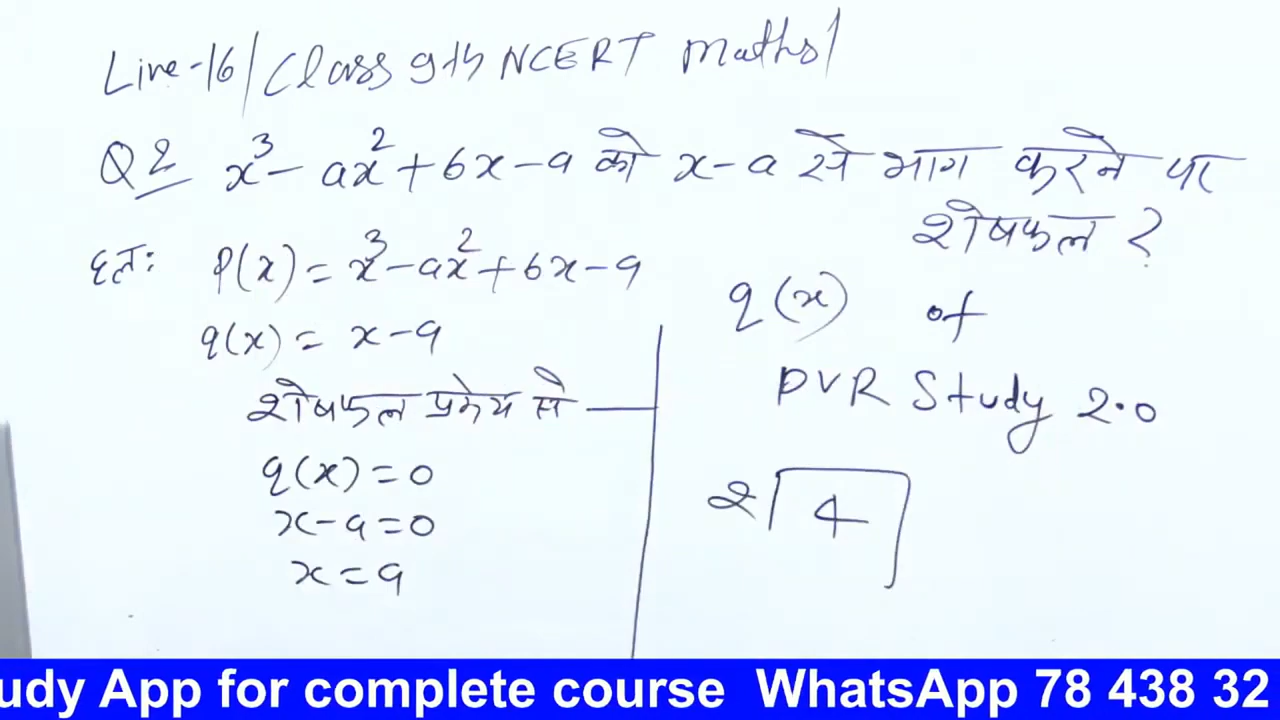 Live-16/Class 9th NCERT Maths/
Q2 x³-ax²+6x-a को x-a से भाग करने पर
शेषफल ?
हल: P(x) = x³-ax²+6x-a
q(x) = x-a
शेषफल प्रमेय से —
q(x) = 0
x-a = 0
x = a
q(x) of
PVR Study 2.0
2 4
udy App for complete course WhatsApp 78 438 32